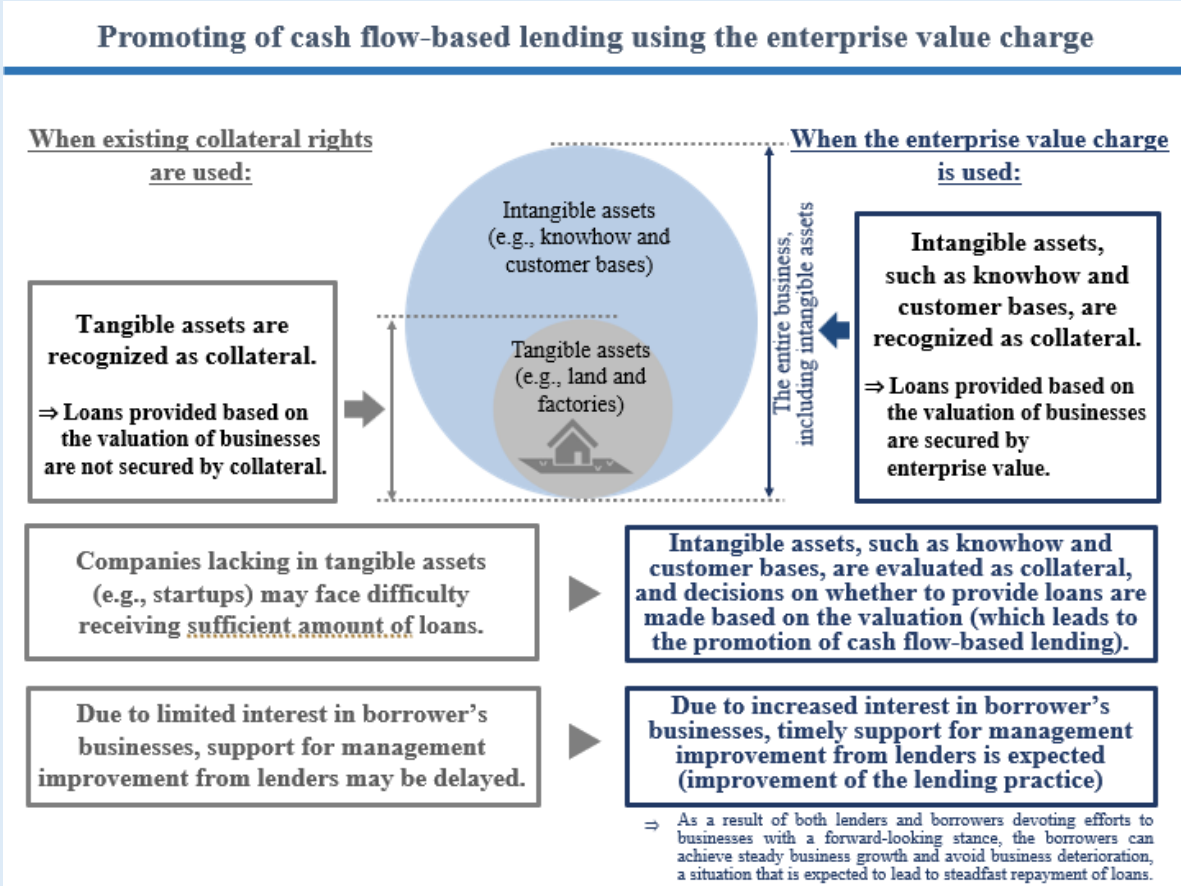 Promoting of cash flow-based lending using the enterprise value charge
When existing collateral rights
are used:
Tangible assets are
recognized as collateral.
⇒ Loans provided based on
the valuation of businesses
are not secured by collateral.
Intangible assets
(e.g., knowhow and
customer bases)
Tangible assets
(e.g., land and
factories)
The entire business,
including intangible assets
When the enterprise value charge
is used:
Intangible assets,
such as knowhow and
customer bases, are
recognized as collateral.
⇒ Loans provided based on
the valuation of businesses
are secured by
enterprise value.
Companies lacking in tangible assets
(e.g., startups) may face difficulty
receiving sufficient amount of loans.
Intangible assets, such as knowhow and
customer bases, are evaluated as collateral,
and decisions on whether to provide loans are
made based on the valuation (which leads to
the promotion of cash flow-based lending).
Due to limited interest in borrower’s
businesses, support for management
improvement from lenders may be delayed.
Due to increased interest in borrower’s
businesses, timely support for management
improvement from lenders is expected
(improvement of the lending practice)
⇒ As a result of both lenders and borrowers devoting efforts to
businesses with a forward-looking stance, the borrowers can
achieve steady business growth and avoid business deterioration,
a situation that is expected to lead to steadfast repayment of loans.